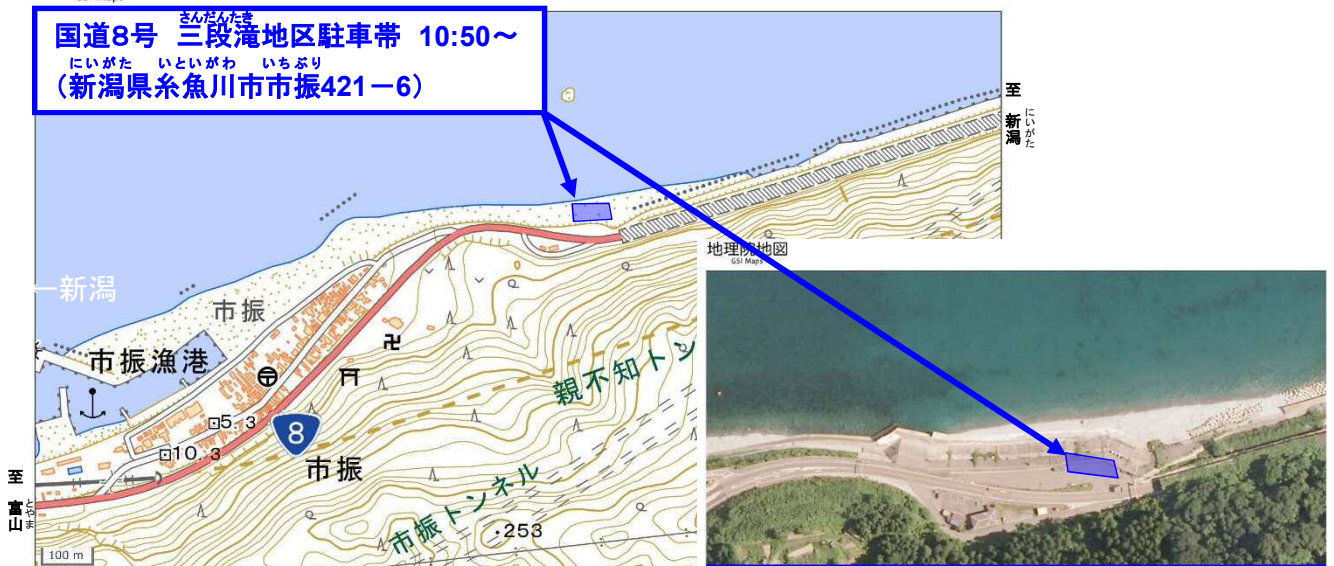 GSI Maps
国道8号 三段滝地区駐車帯 10:50～
さんだんたき
（新潟県糸魚川市市振421－6）
にいがた いといがわ いちぶり
至 新潟
にいがた
←新潟
市振
市振漁港
5.3
10.3
8
市振
親不知トン
市振トンネル
・253
至 富山
とやま
100 m
地理院地図
GSI Maps